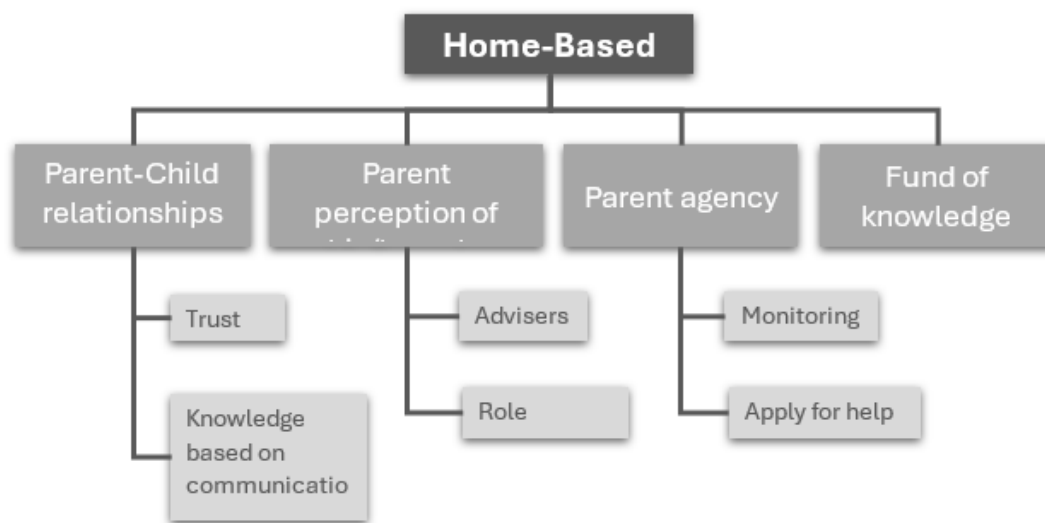 Home-Based
Parent-Child
relationships
Parent
perception of
Parent agency
Fund of
knowledge
Trust
Advisers
Monitoring
Knowledge
based on
communicatio
Role
Apply for help